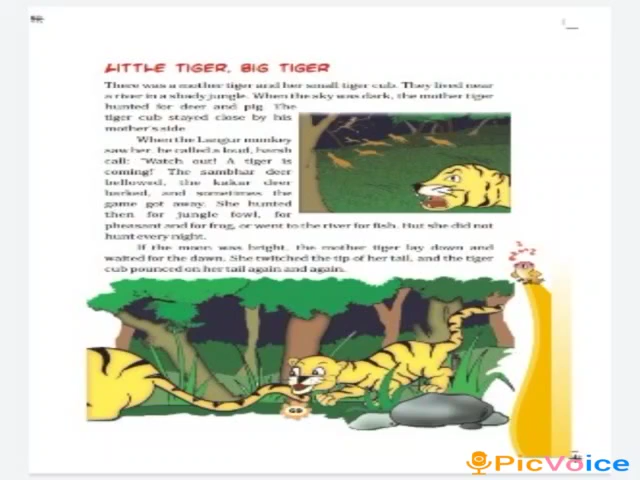 LITTLE TIGER, BIG TIGER
There was a mother tiger and her small tiger cub. They lived near
a river in a shady jungle. When the sky was dark, the mother tiger
hunted for deer and pig. The
tiger cub stayed close by his
mother's side.
When the Langur monkey
saw her, he called a loud, harsh
call: "Watch out! A tiger is
coming!' The sambhar deer
bellowed, the kakar deer
barked, and sometimes the
game got away. She hunted
then for jungle fowl, for
pheasant and for frog, or went to the river for fish. But she did not
hunt every night.
If the moon was bright, the mother tiger lay down and
waited for the dawn. She twitched the tip of her tail, and the tiger
cub pounced on her tail again and again.
69
PicVoice